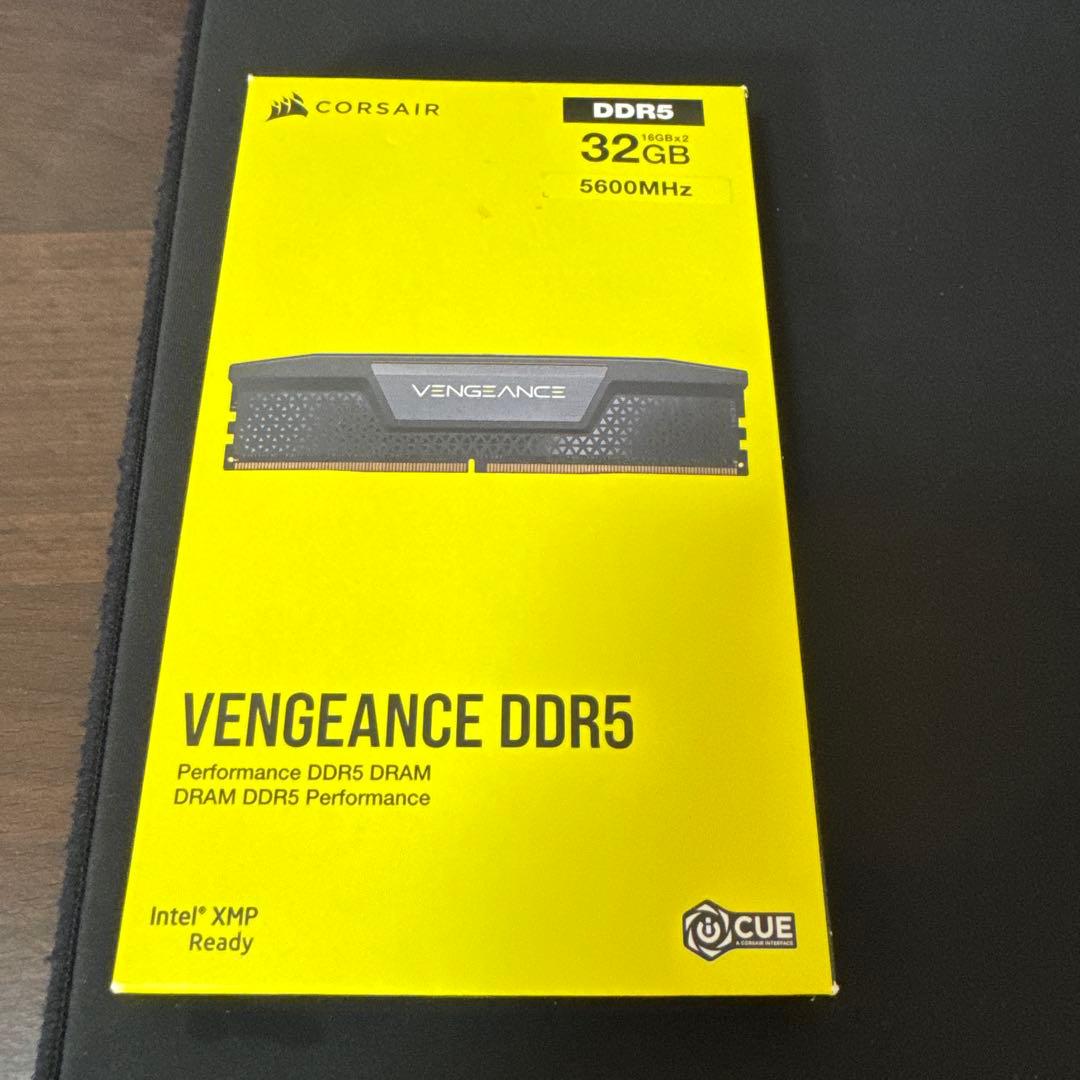 CORSAIR
DDR5
16GBx2
32GB
5600MHz
VENGEANCE
VENGEANCE DDR5
Performance DDR5 DRAM
DRAM DDR5 Performance
Intel® XMP
Ready
iCUE
A CORSAIR INTERFACE